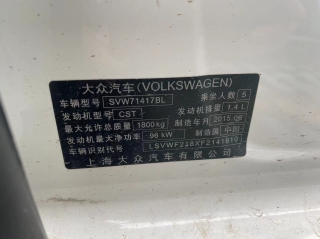 大众汽车(VOLKSWAGEN)
车辆型号 SVW71417BL 乘坐人数 5
发动机型号 CST 发动机排量 1.4 L
最大允许总质量 1800kg 制造年月 2015.06
发动机最大净功率 96 kW 制造国 中国
车辆识别代号
上海大众汽车有限公司